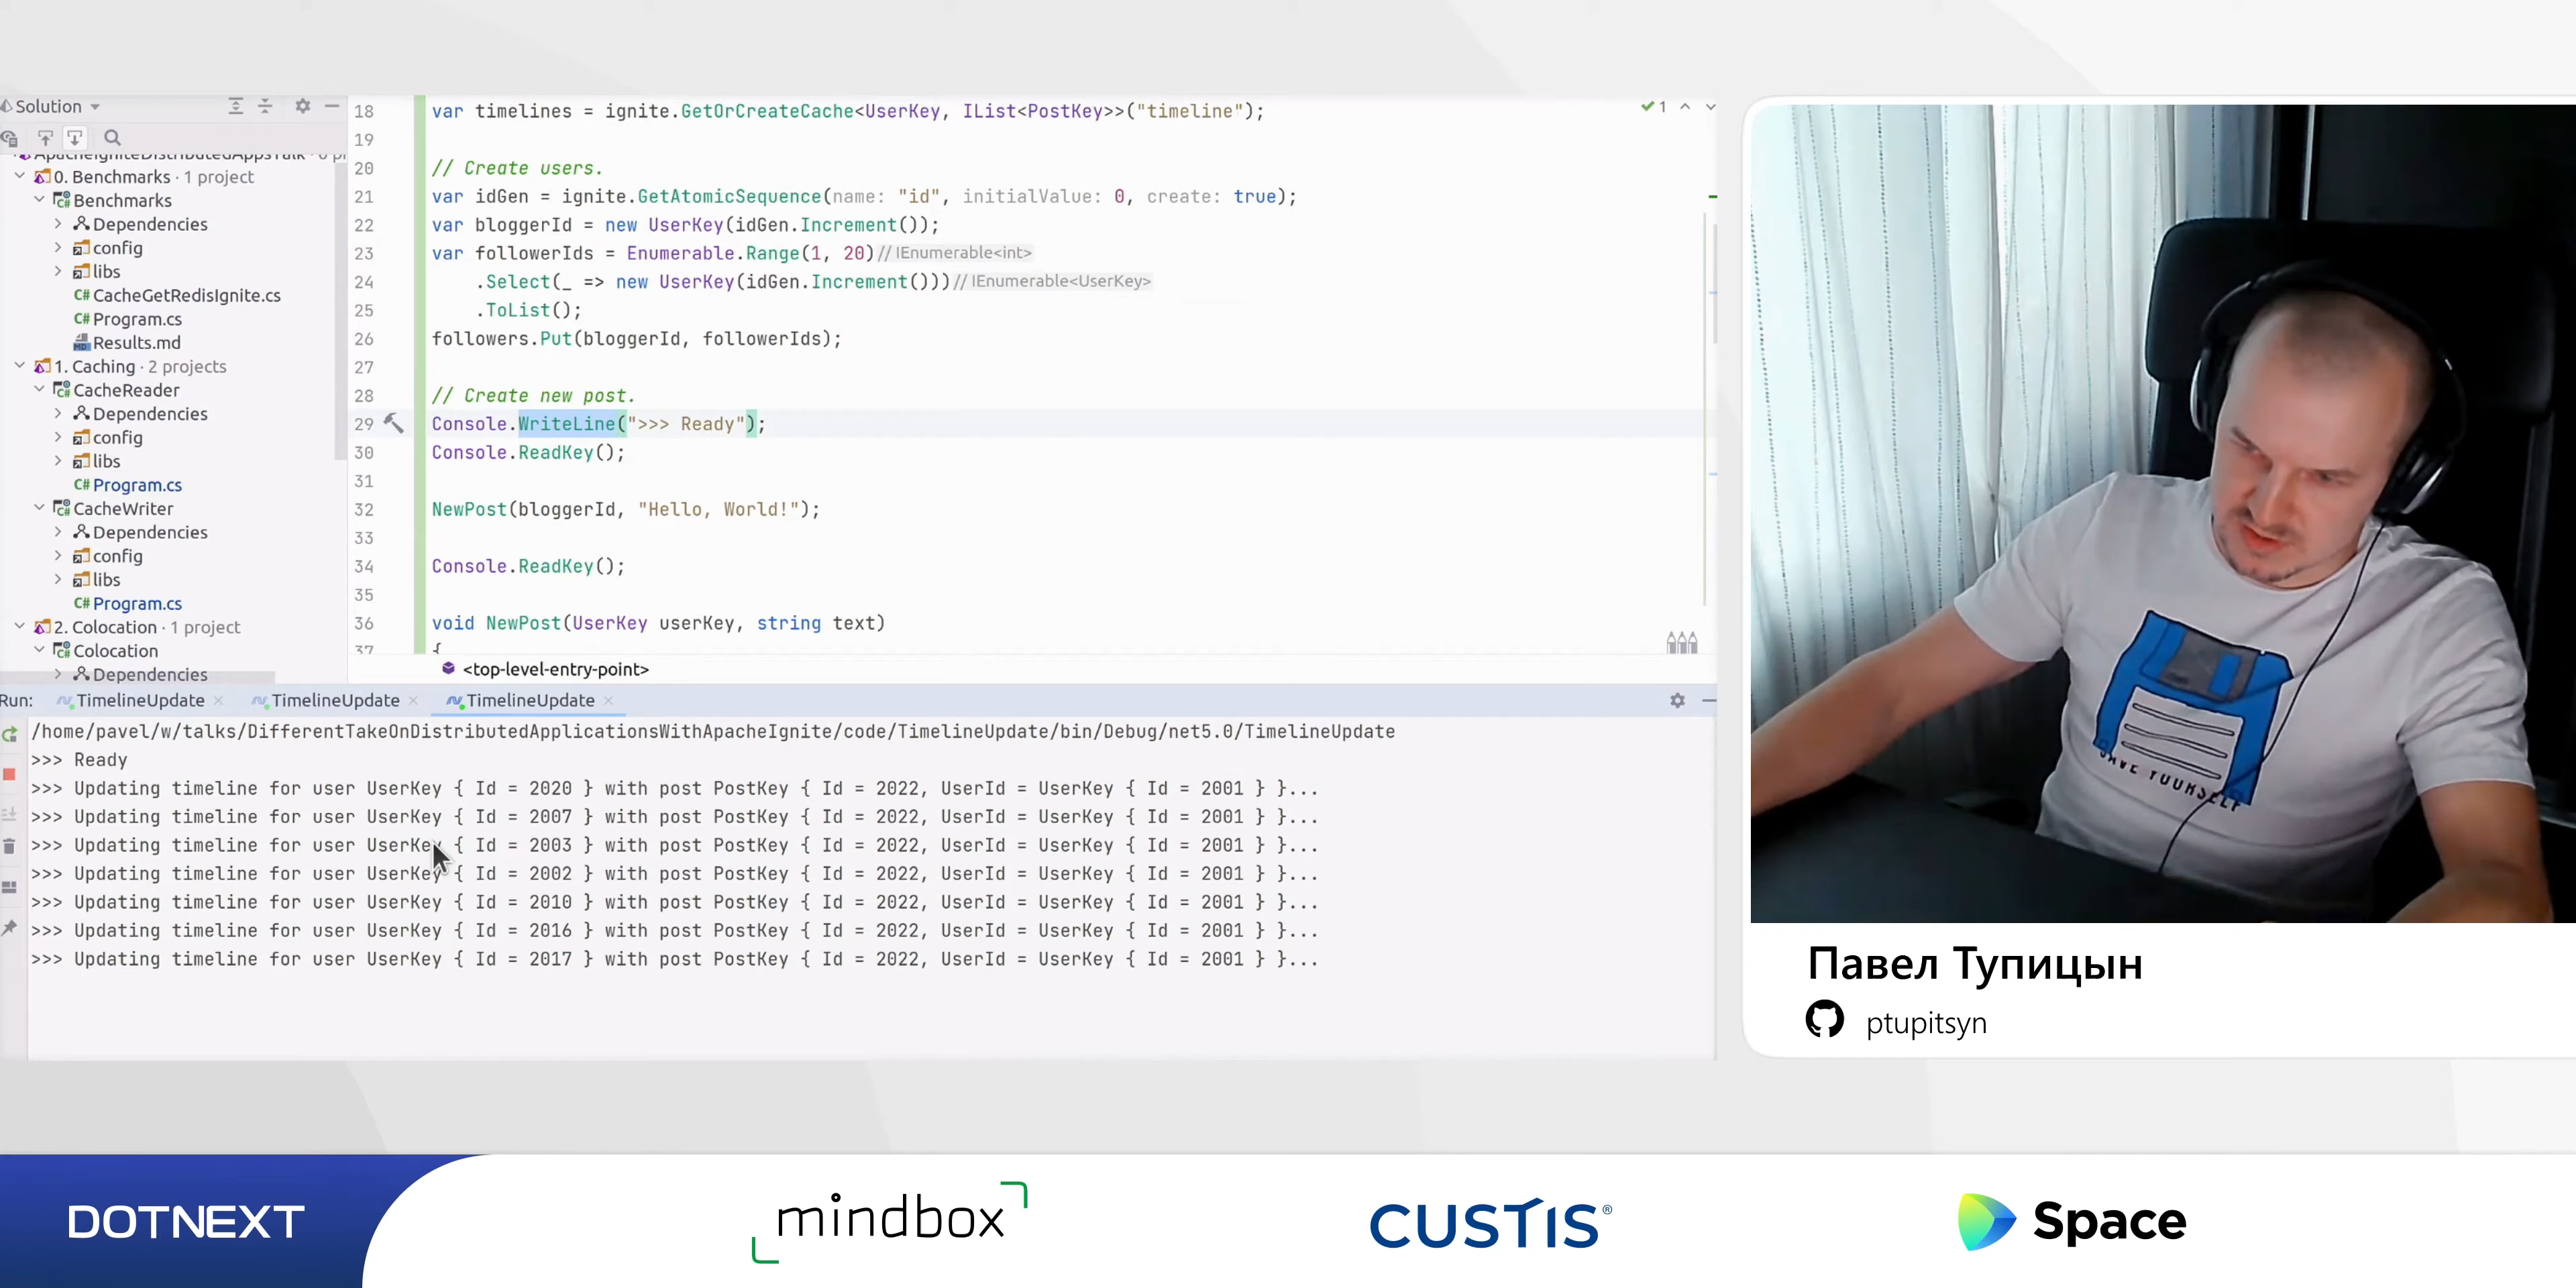 Solution
ApacheIgniteDistributedAppsTalk · 6 pr
0. Benchmarks · 1 project
Benchmarks
Dependencies
config
libs
C# CacheGetRedisIgnite.cs
C# Program.cs
Results.md
1. Caching · 2 projects
CacheReader
Dependencies
config
libs
C# Program.cs
CacheWriter
Dependencies
config
libs
C# Program.cs
2. Colocation · 1 project
Colocation
Dependencies
18 var timelines = ignite.GetOrCreateCache<UserKey, IList<PostKey>>("timeline");
19
20 // Create users.
21 var idGen = ignite.GetAtomicSequence(name: "id", initialValue: 0, create: true);
22 var bloggerId = new UserKey(idGen.Increment());
23 var followerIds = Enumerable.Range(1, 20) // IEnumerable<int>
24 .Select(_ => new UserKey(idGen.Increment())) // IEnumerable<UserKey>
25 .ToList();
26 followers.Put(bloggerId, followerIds);
27
28 // Create new post.
29 Console.WriteLine(">>> Ready");
30 Console.ReadKey();
31
32 NewPost(bloggerId, "Hello, World!");
33
34 Console.ReadKey();
35
36 void NewPost(UserKey userKey, string text)
37 {
1
<top-level-entry-point>
Run: TimelineUpdate × TimelineUpdate × TimelineUpdate ×
/home/pavel/w/talks/DifferentTakeOnDistributedApplicationsWithApacheIgnite/code/TimelineUpdate/bin/Debug/net5.0/TimelineUpdate
>>> Ready
>>> Updating timeline for user UserKey { Id = 2020 } with post PostKey { Id = 2022, UserId = UserKey { Id = 2001 } }...
>>> Updating timeline for user UserKey { Id = 2007 } with post PostKey { Id = 2022, UserId = UserKey { Id = 2001 } }...
>>> Updating timeline for user UserKey { Id = 2003 } with post PostKey { Id = 2022, UserId = UserKey { Id = 2001 } }...
>>> Updating timeline for user UserKey { Id = 2002 } with post PostKey { Id = 2022, UserId = UserKey { Id = 2001 } }...
>>> Updating timeline for user UserKey { Id = 2010 } with post PostKey { Id = 2022, UserId = UserKey { Id = 2001 } }...
>>> Updating timeline for user UserKey { Id = 2016 } with post PostKey { Id = 2022, UserId = UserKey { Id = 2001 } }...
>>> Updating timeline for user UserKey { Id = 2017 } with post PostKey { Id = 2022, UserId = UserKey { Id = 2001 } }...
SAVE YOURSELF
Павел Тупицын
ptupitsyn
DOTNEXT
mindbox
CUSTIS®
Space